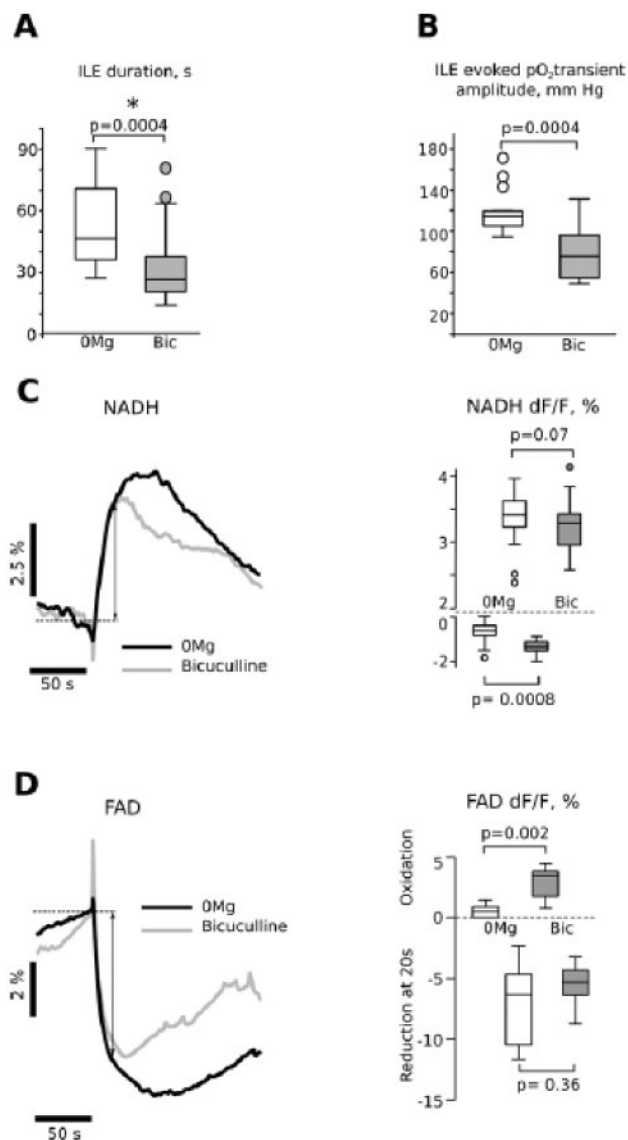 A
ILE duration, s
*
p=0.0004
90
60
30
0
0Mg
Bic
B
ILE evoked pO₂transient
amplitude, mm Hg
p=0.0004
180
140
100
60
20
0Mg
Bic
C
NADH
2.5 %
0Mg
Bicuculline
50 s
NADH dF/F, %
p=0.07
4
3
2
0Mg
Bic
0
-2
p= 0.0008
D
FAD
0Mg
Bicuculline
2 %
50 s
FAD dF/F, %
p=0.002
Oxidation
5
0
0Mg
Bic
Reduction at 20s
-5
-10
-15
p= 0.36